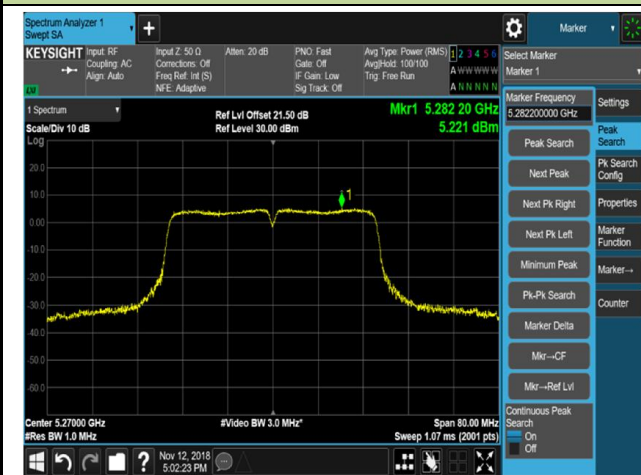 Spectrum Analyzer 1
Swept SA
Marker
KEYSIGHT
Input: RF
Coupling: AC
Align: Auto
Input Z: 50 Ω
Corrections: Off
Freq Ref: Int (S)
NFE: Adaptive
Atten: 20 dB
PNO: Fast
Gate: Off
IF Gain: Low
Sig Track: Off
Avg Type: Power (RMS)
Avg|Hold: 100/100
Trig: Free Run
1 2 3 4 5 6
A W W W W W
A N N N N N
Select Marker
Marker 1
1 Spectrum
Scale/Div 10 dB
Log
Ref Lvl Offset 21.50 dB
Ref Level 30.00 dBm
Mkr1 5.282 20 GHz
5.221 dBm
20.0
10.0
0.00
-10.0
-20.0
-30.0
-40.0
-50.0
-60.0
1
Center 5.27000 GHz
#Res BW 1.0 MHz
#Video BW 3.0 MHz*
Span 80.00 MHz
Sweep 1.07 ms (2001 pts)
Marker Frequency
5.282200000 GHz
Peak Search
Next Peak
Next Pk Right
Next Pk Left
Minimum Peak
Pk-Pk Search
Marker Delta
Mkr→CF
Mkr→Ref Lvl
Continuous Peak
Search
On
Off
Settings
Peak
Search
Pk Search
Config
Properties
Marker
Function
Marker→
Counter
Nov 12, 2018
5:02:23 PM